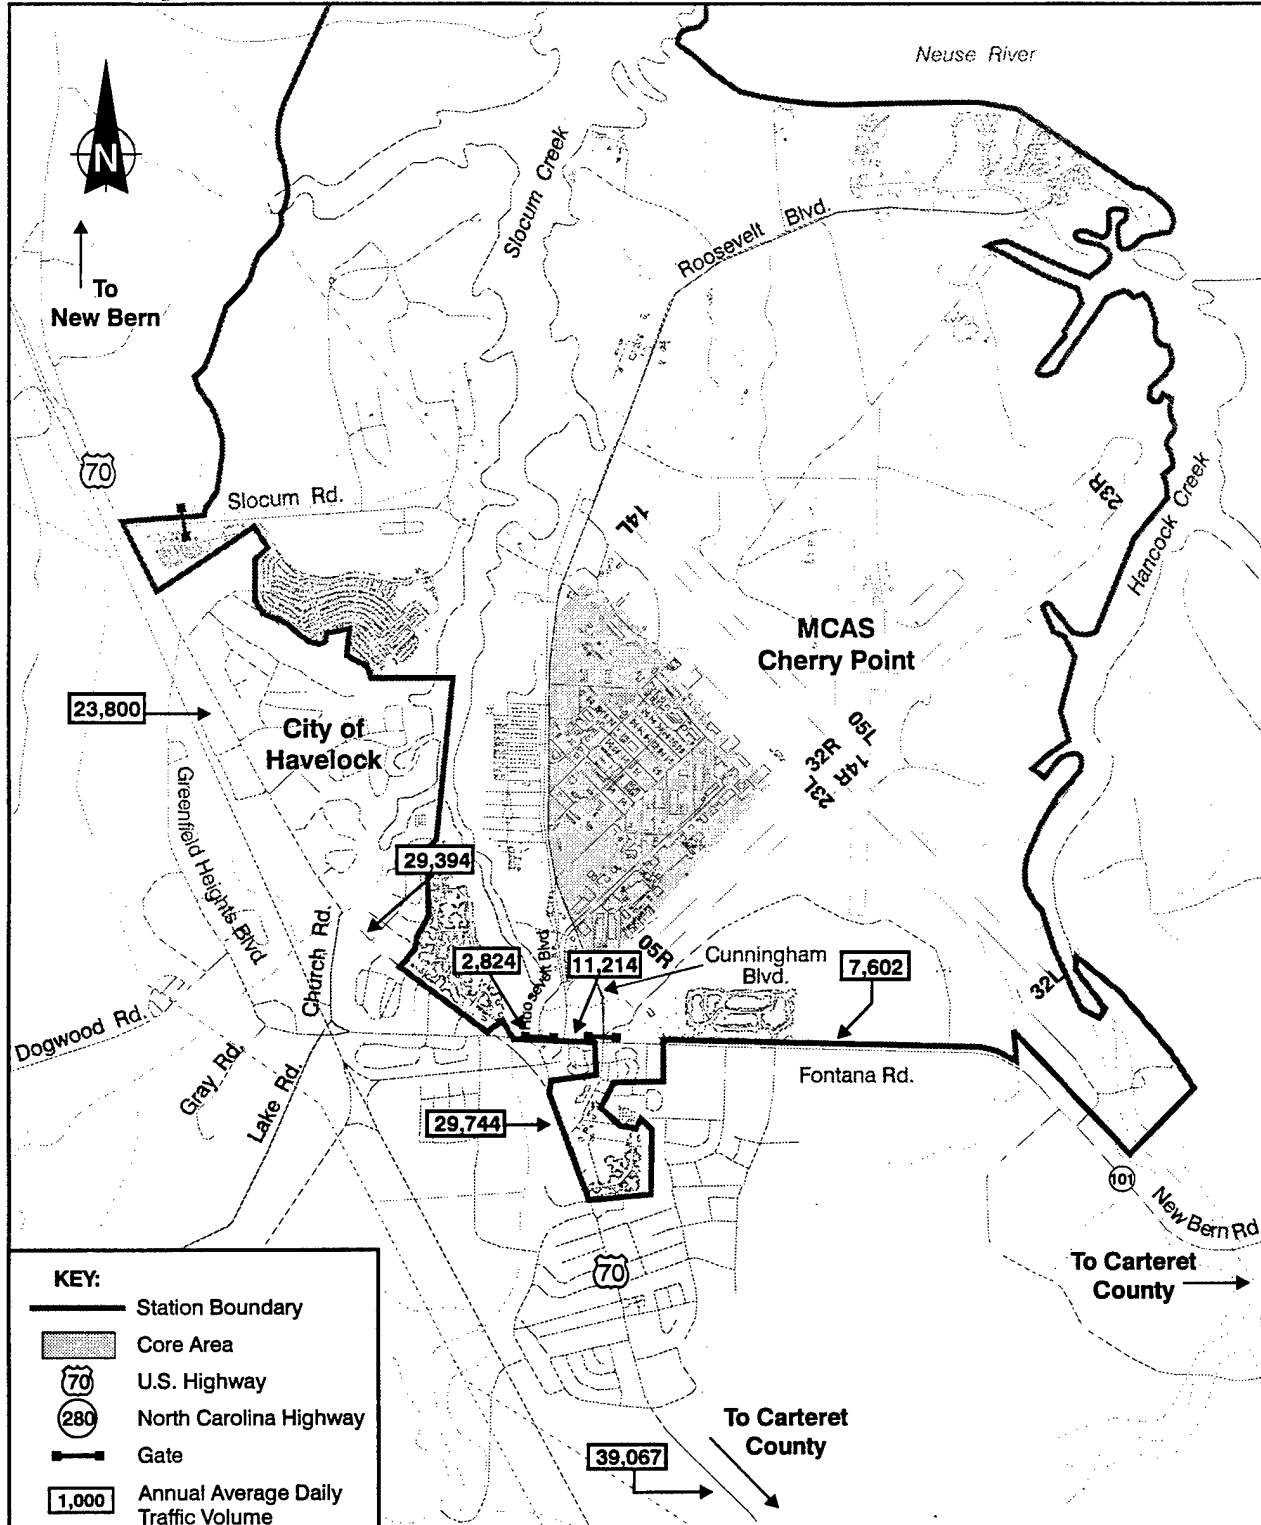 Neuse River
N
Slocum Creek
Roosevelt Blvd.
To
New Bern
70
Slocum Rd.
14L
23R
Hancock Creek
MCAS
Cherry Point
23,800
City of
Havelock
05L
32R
14R
23L
Greenfield Heights Blvd.
29,394
Church Rd.
2,824
Roosevelt Blvd
11,214
05R
Cunningham
Blvd.
7,602
32L
Dogwood Rd.
Gray Rd.
Lake Rd.
Fontana Rd.
29,744
101
New Bern Rd
70
To Carteret
County
KEY:
Station Boundary
Core Area
70 U.S. Highway
280 North Carolina Highway
Gate
1,000 Annual Average Daily
Traffic Volume
To Carteret
County
39,067